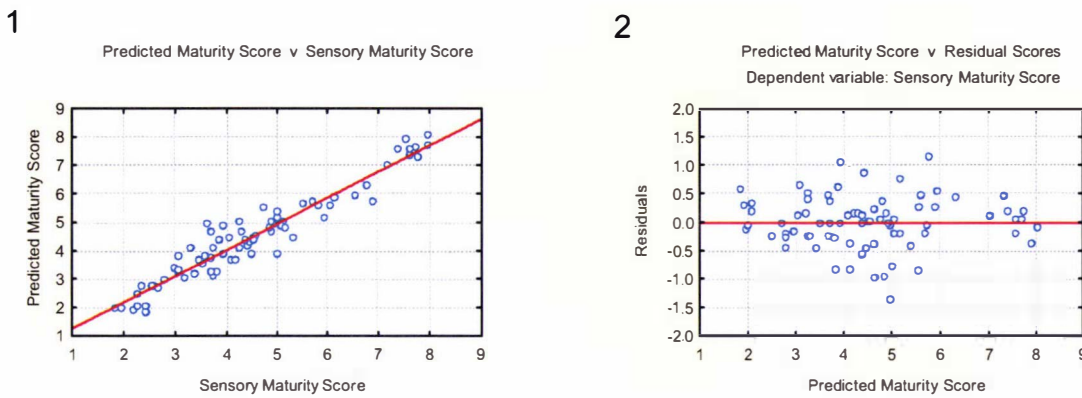 1
Predicted Maturity Score v Sensory Maturity Score
Predicted Maturity Score
9
8
7
6
5
4
3
2
1
1 2 3 4 5 6 7 8 9
Sensory Maturity Score
2
Predicted Maturity Score v Residual Scores
Dependent variable: Sensory Maturity Score
Residuals
2.0
1.5
1.0
0.5
0.0
-0.5
-1.0
-1.5
-2.0
1 2 3 4 5 6 7 8 9
Predicted Maturity Score